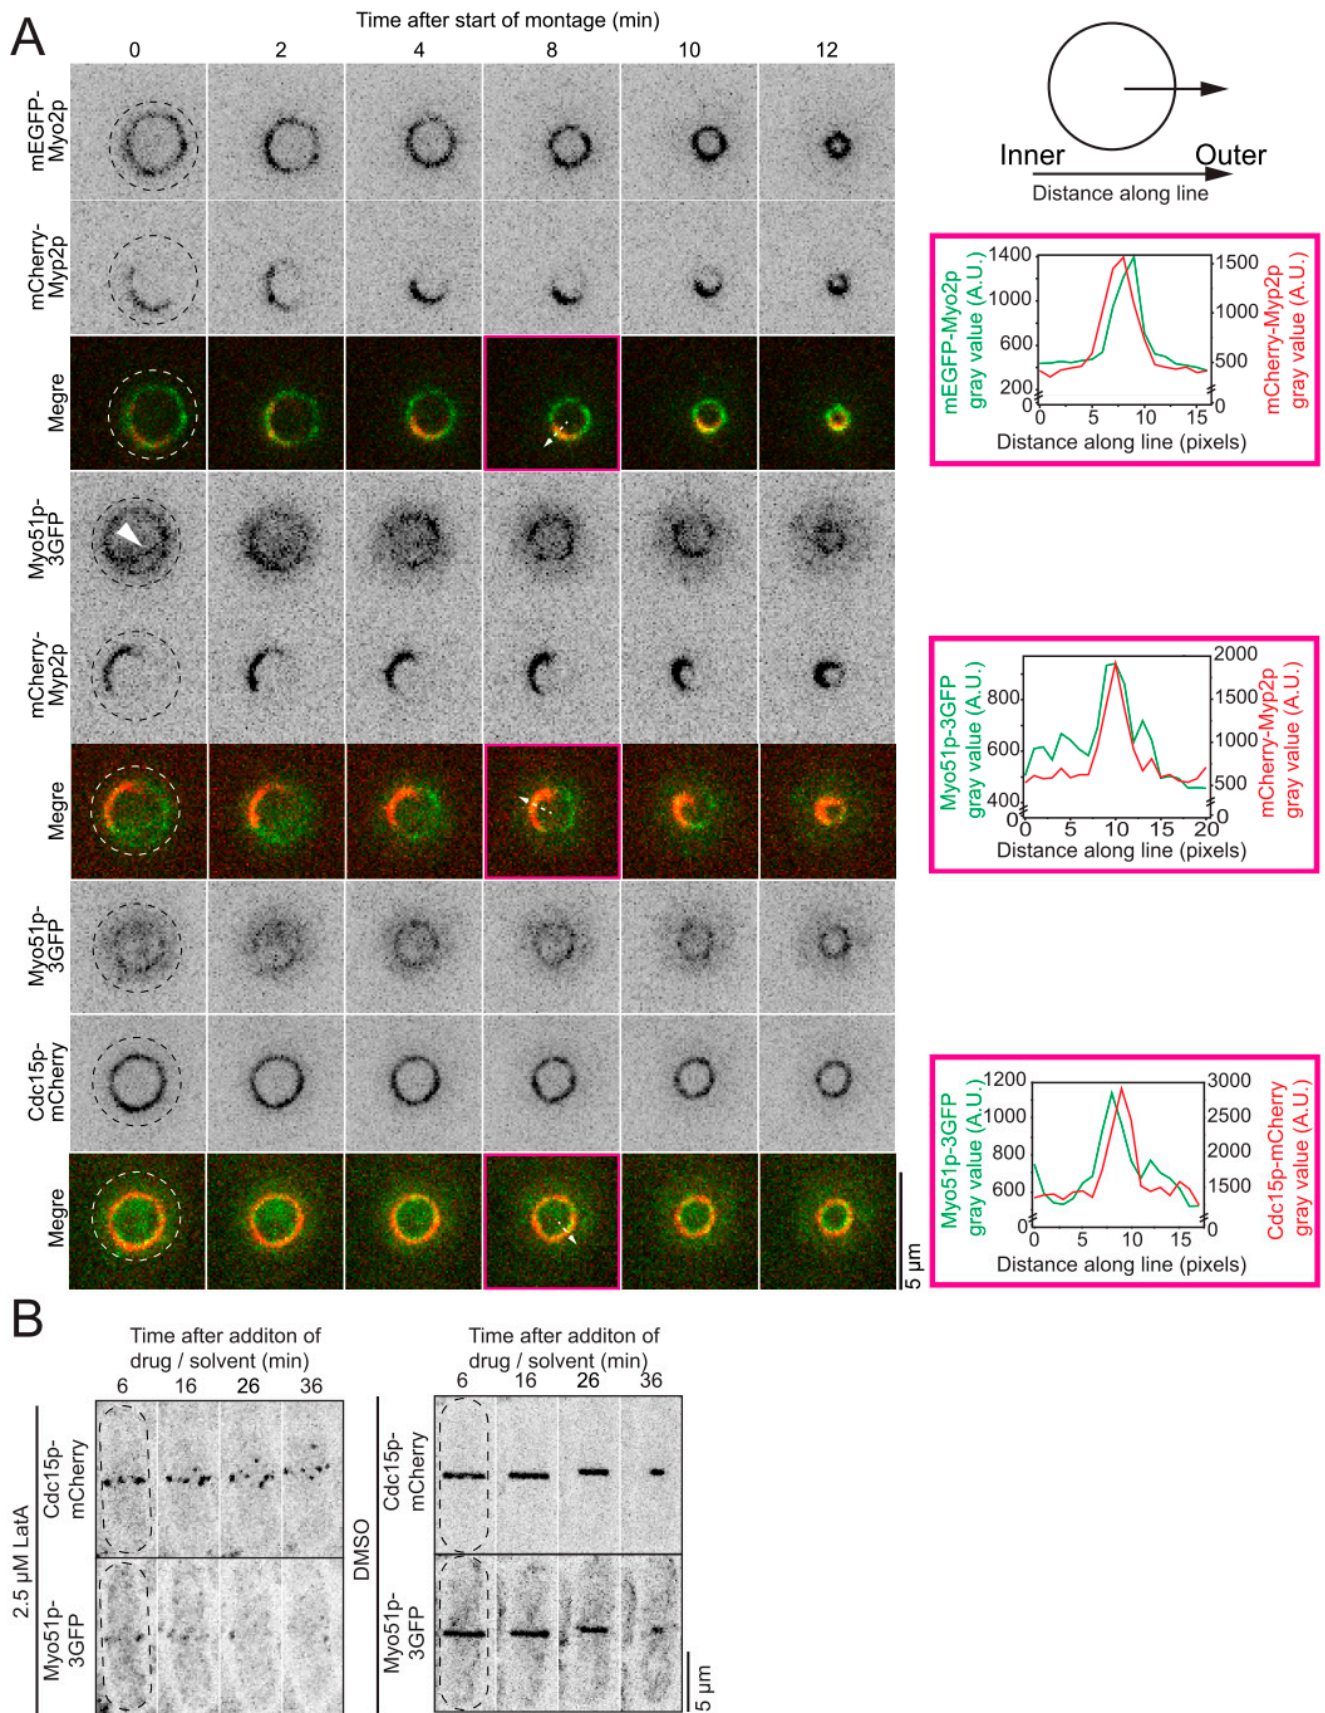 A
Time after start of montage (min)
0 2 4 8 10 12
mEGFP-
Myo2p
mCherry-
Myp2p
Megre
Myo51p-
3GFP
mCherry-
Myp2p
Megre
Myo51p-
3GFP
Cdc15p-
mCherry
Megre
5 µm
Inner Outer
Distance along line
mEGFP-Myo2p
gray value (A.U.)
1400
1000
600
200
0
0 5 10 15
1500
1000
500
0
mCherry-Myp2p
gray value (A.U.)
Distance along line (pixels)
Myo51p-3GFP
gray value (A.U.)
800
600
400
0
0 5 10 15 20
2000
1500
1000
500
0
mCherry-Myp2p
gray value (A.U.)
Distance along line (pixels)
Myo51p-3GFP
gray value (A.U.)
1200
1000
800
600
0
0 5 10 15
3000
2500
2000
1500
0
Cdc15p-mCherry
gray value (A.U.)
Distance along line (pixels)
B
Time after additon of
drug / solvent (min)
6 16 26 36
2.5 µM LatA
Cdc15p-
mCherry
Myo51p-
3GFP
Time after additon of
drug / solvent (min)
6 16 26 36
DMSO
Cdc15p-
mCherry
Myo51p-
3GFP
5 µm